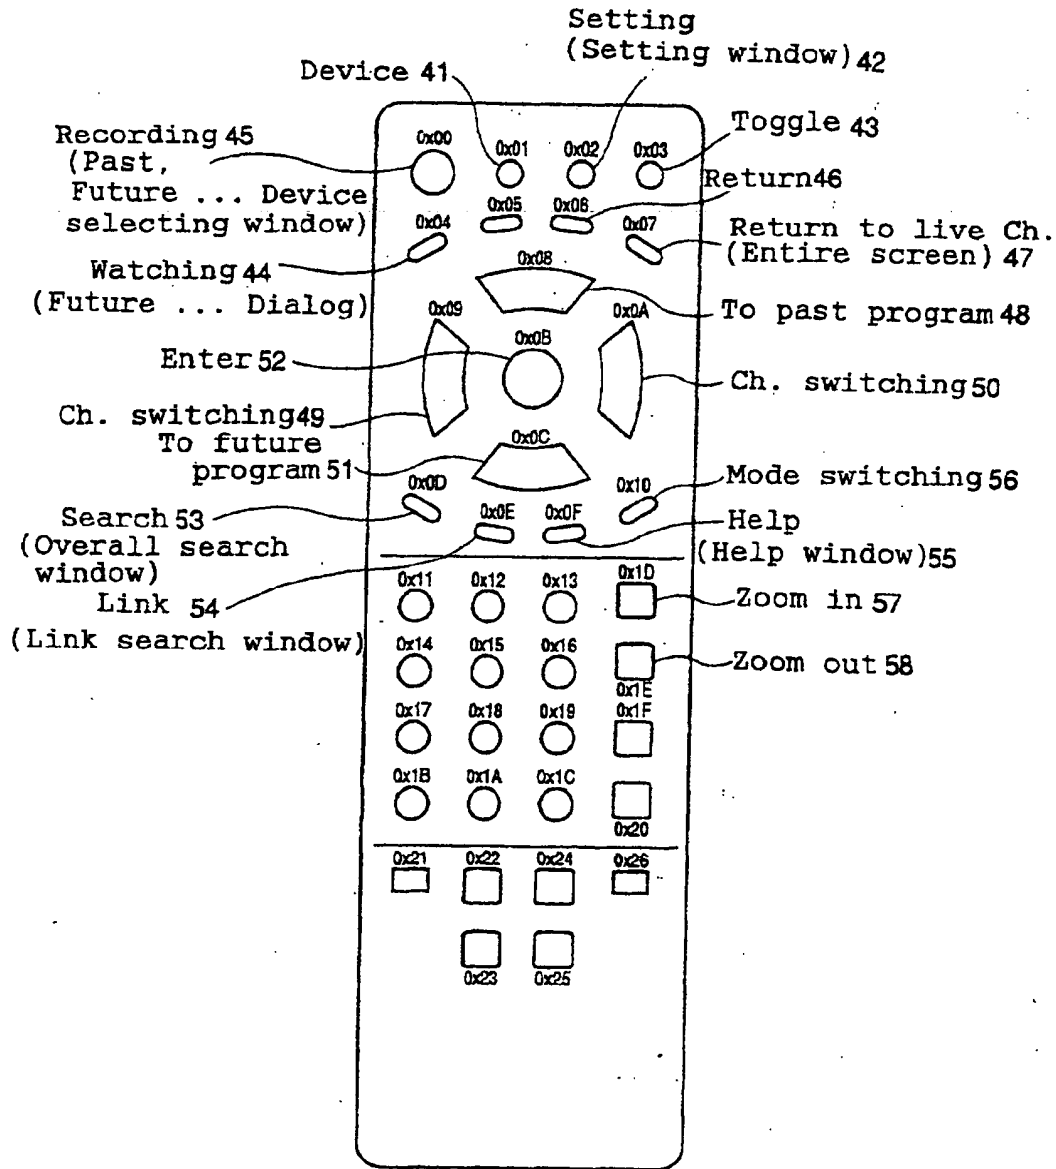 Setting
(Setting window) 42
Device 41
Recording 45
(Past,
Future ... Device
selecting window)
Toggle 43
0x00
0x01
0x02
0x03
Return 46
0x04
0x05
0x06
0x07
Return to live Ch.
(Entire screen) 47
Watching 44
(Future ... Dialog)
0x08
To past program 48
0x09
0x0A
0x0B
Enter 52
Ch. switching 50
Ch. switching 49
To future
program 51
0x0C
0x0D
0x10
Mode switching 56
Search 53
(Overall search
window)
0x0E
0x0F
Help
(Help window) 55
Link 54
(Link search window)
0x11
0x12
0x13
0x1D
Zoom in 57
0x14
0x15
0x16
Zoom out 58
0x1E
0x17
0x18
0x19
0x1F
0x1B
0x1A
0x1C
0x20
0x21
0x22
0x24
0x26
0x23
0x25